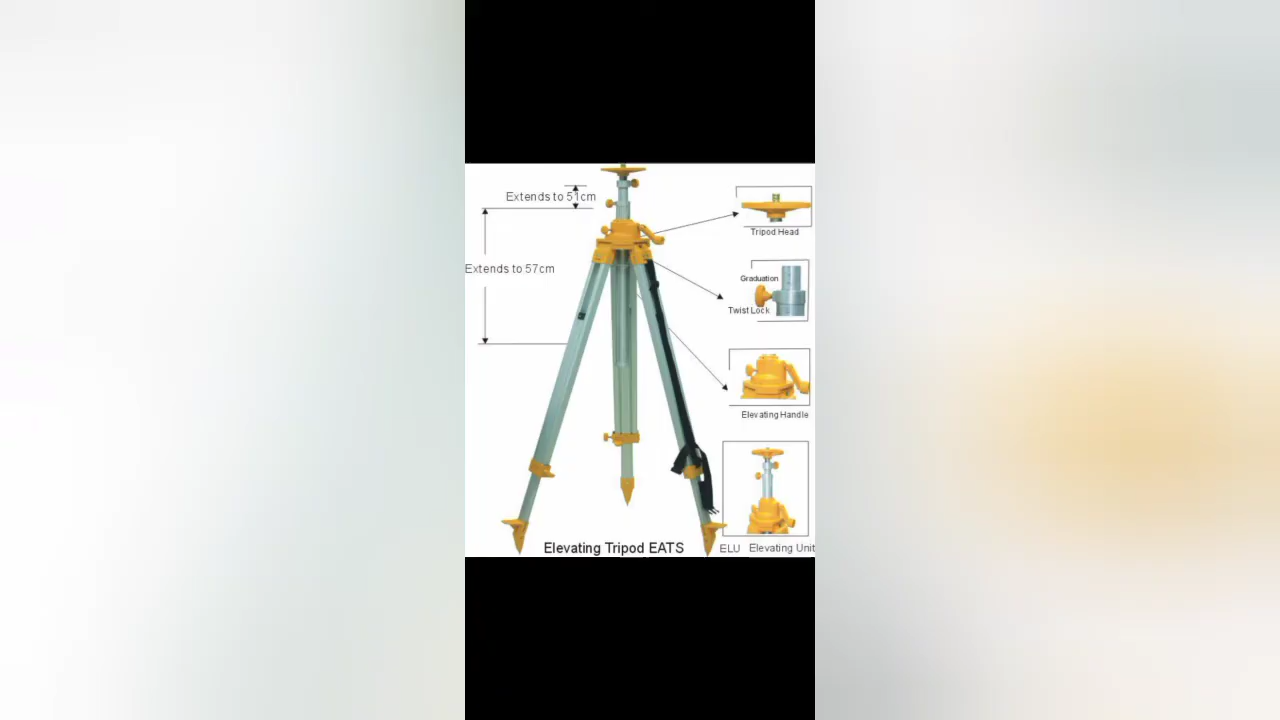 Extends to 51cm
Extends to 57cm
Tripod Head
Graduation
Twist Lock
Elevating Handle
Elevating Tripod EATS
ELU Elevating Unit